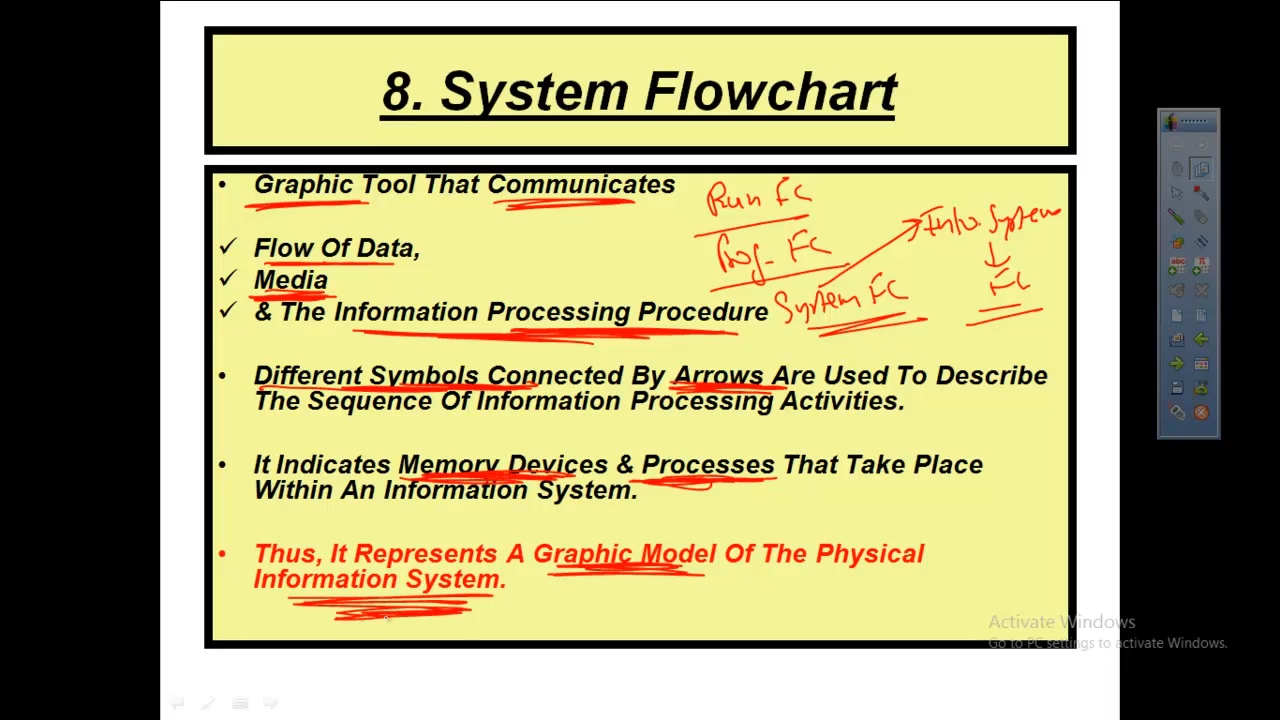 8. System Flowchart
• Graphic Tool That Communicates
✓ Flow Of Data,
✓ Media
✓ & The Information Processing Procedure
Run FC
Prog. FC
System FC
Info. System
↓
FC
• Different Symbols Connected By Arrows Are Used To Describe
The Sequence Of Information Processing Activities.
• It Indicates Memory Devices & Processes That Take Place
Within An Information System.
• Thus, It Represents A Graphic Model Of The Physical
Information System.
Activate Windows
Go to PC settings to activate Windows.
abc
π